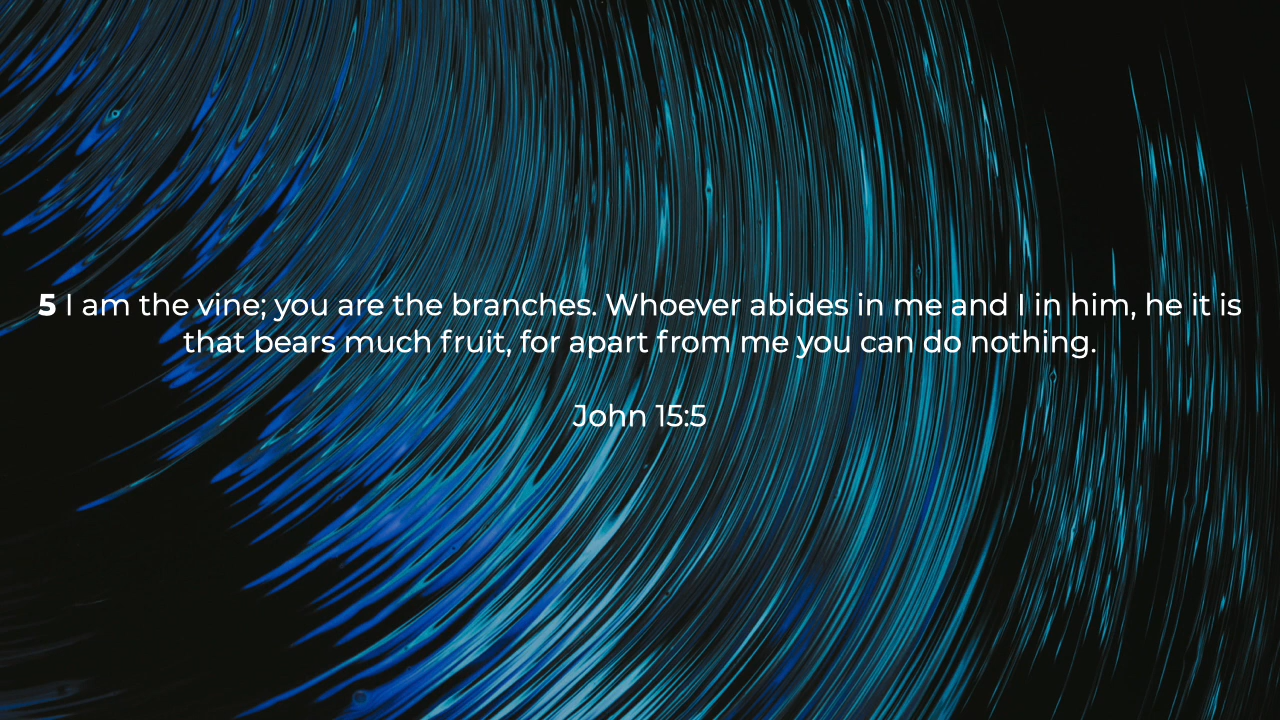 5 I am the vine; you are the branches. Whoever abides in me and I in him, he it is
that bears much fruit, for apart from me you can do nothing.
John 15:5